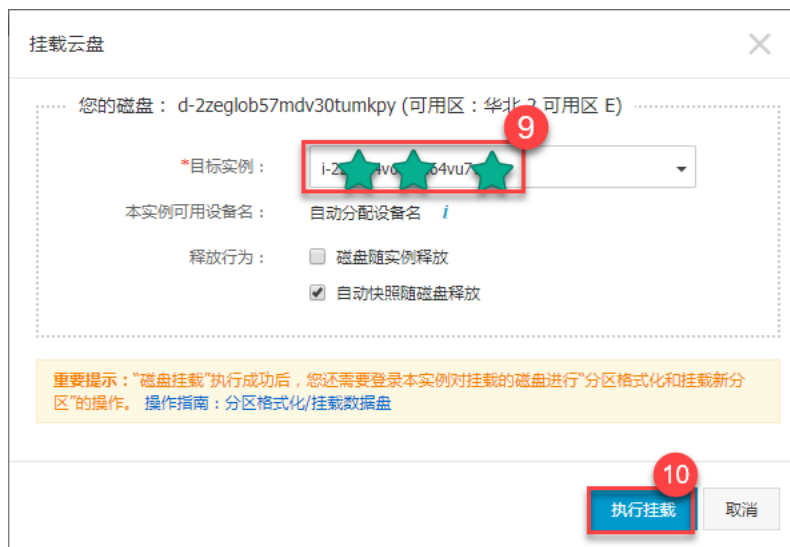 挂载云盘
您的磁盘： d-2zeglob57mdv30tumkpy (可用区：华北 2 可用区 E)
9
*目标实例： i-2
本实例可用设备名： 自动分配设备名 i
释放行为： 磁盘随实例释放
自动快照随磁盘释放
重要提示：“磁盘挂载”执行成功后，您还需要登录本实例对挂载的磁盘进行“分区格式化和挂载新分
区”的操作。 操作指南：分区格式化/挂载数据盘
10
执行挂载 取消